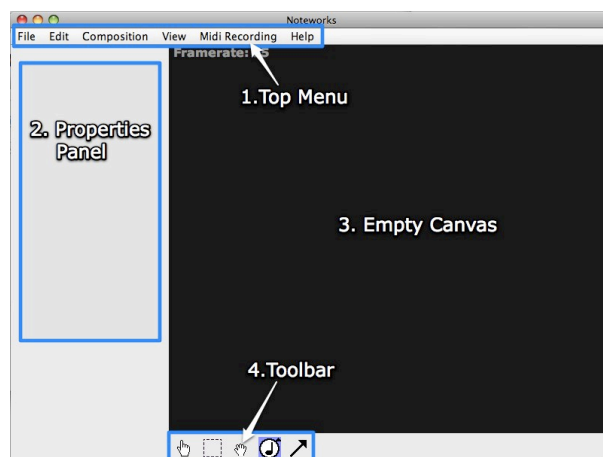 Noteworks
File Edit Composition View Midi Recording Help
Framerate:
1.Top Menu
2. Properties
Panel
3. Empty Canvas
4.Toolbar